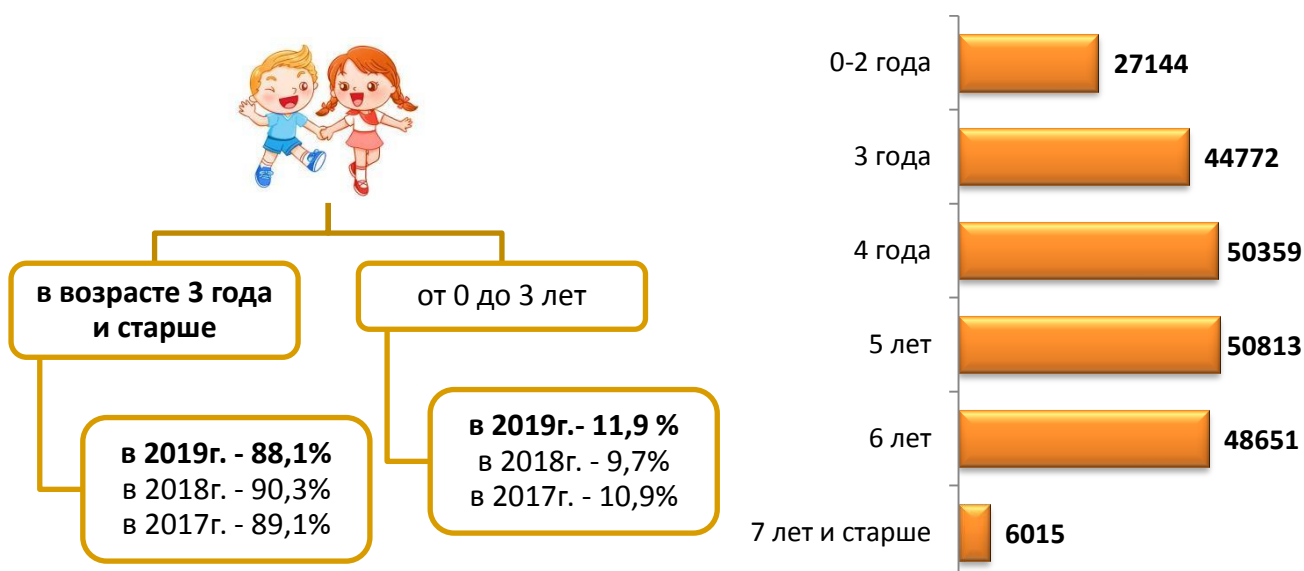 в возрасте 3 года
и старше
от 0 до 3 лет
в 2019г. - 88,1%
в 2018г. - 90,3%
в 2017г. - 89,1%
в 2019г.- 11,9 %
в 2018г. - 9,7%
в 2017г. - 10,9%
0-2 года 27144
3 года 44772
4 года 50359
5 лет 50813
6 лет 48651
7 лет и старше 6015